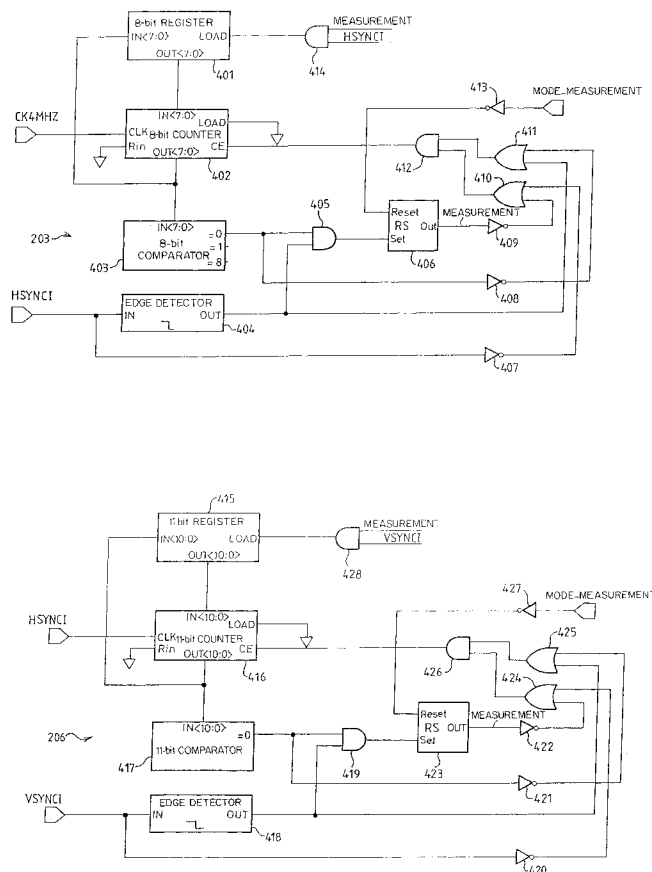 8-bit REGISTER
IN<7:0> LOAD
OUT<7:0>
401
MEASUREMENT
HSYNCI
414
413
MODE_MEASUREMENT
CK4MHZ
IN<7:0>
LOAD
CLK 8-bit COUNTER
Rin OUT<7:0> CE
402
412
411
410
405
Reset
RS Out
Set
406
MEASUREMENT
409
203
IN<7:0> =0
8-bit =1
COMPARATOR =8
403
408
HSYNCI
EDGE DETECTOR
IN OUT
404
407
415
11-bit REGISTER
IN<10:0> LOAD
OUT<10:0>
MEASUREMENT
VSYNCI
428
427
MODE_MEASUREMENT
HSYNCI
IN<10:0>
LOAD
CLK 11-bit COUNTER
Rin OUT<10:0> CE
416
426
425
424
Reset
RS OUT
Set
423
MEASUREMENT
422
206
IN<10:0> =0
11-bit COMPARATOR
417
419
421
VSYNCI
EDGE DETECTOR
IN OUT
418
420